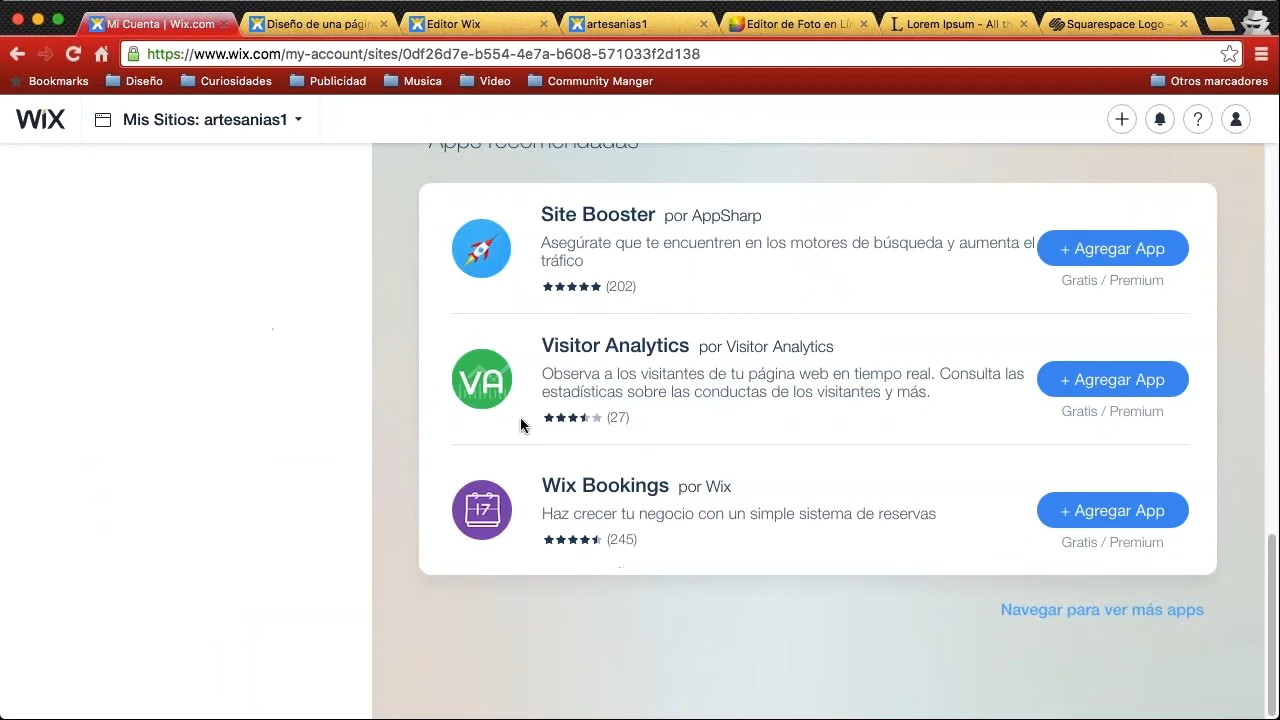 Mi Cuenta | Wix.com
Diseño de una págin
Editor Wix
artesanias1
Editor de Foto en Lín
Lorem Ipsum - All th
Squarespace Logo –
https://www.wix.com/my-account/sites/0df26d7e-b554-4e7a-b608-571033f2d138
Bookmarks
Diseño
Curiosidades
Publicidad
Musica
Video
Community Manger
Otros marcadores
WiX
Mis Sitios: artesanias1
Apps recomendadas
Site Booster por AppSharp
Asegúrate que te encuentren en los motores de búsqueda y aumenta el
tráfico
(202)
+ Agregar App
Gratis / Premium
VA
Visitor Analytics por Visitor Analytics
Observa a los visitantes de tu página web en tiempo real. Consulta las
estadísticas sobre las conductas de los visitantes y más.
(27)
+ Agregar App
Gratis / Premium
17
Wix Bookings por Wix
Haz crecer tu negocio con un simple sistema de reservas
(245)
+ Agregar App
Gratis / Premium
Navegar para ver más apps